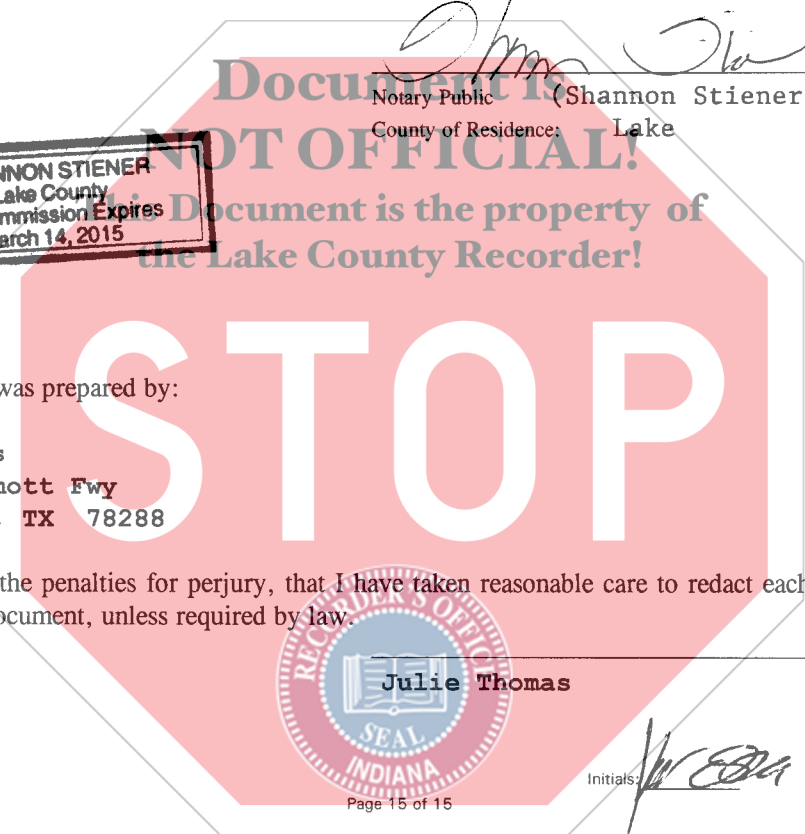 Document is
Notary Public (Shannon Stiener
County of Residence: Lake
NOT OFFICIAL!
NNON STIENER
Lake County
mmission Expires
arch 14, 2015
This Document is the property of
the Lake County Recorder!
STOP
was prepared by:
s
nott Fwy
TX 78288
the penalties for perjury, that I have taken reasonable care to redact each
ocument, unless required by law.
RECORDER'S OFFICE
SEAL
INDIANA
Julie Thomas
Initials:
Page 15 of 15